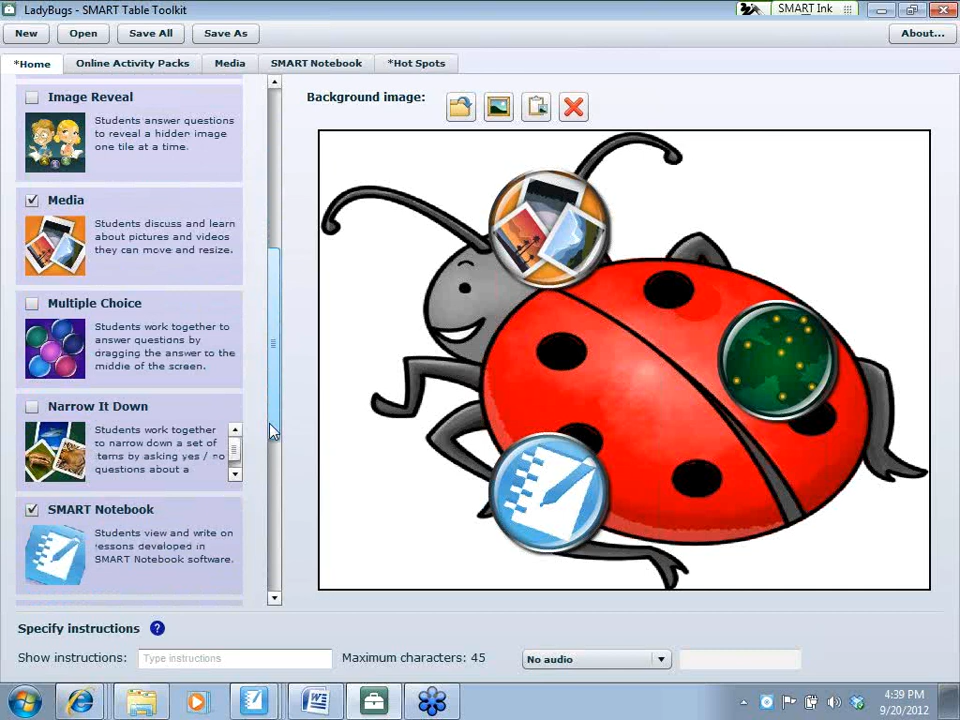 LadyBugs - SMART Table Toolkit
SMART Ink
New Open Save All Save As About...
*Home Online Activity Packs Media SMART Notebook *Hot Spots
Image Reveal
Students answer questions
to reveal a hidden image
one tile at a time.
Media
Students discuss and learn
about pictures and videos
they can move and resize.
Multiple Choice
Students work together to
answer questions by
dragging the answer to the
middle of the screen.
Narrow It Down
Students work together
to narrow down a set of
items by asking yes / no
questions about a
SMART Notebook
Students view and write on
lessons developed in
SMART Notebook software.
Background image:
Specify instructions ?
Show instructions: Type instructions Maximum characters: 45 No audio
4:39 PM
9/20/2012